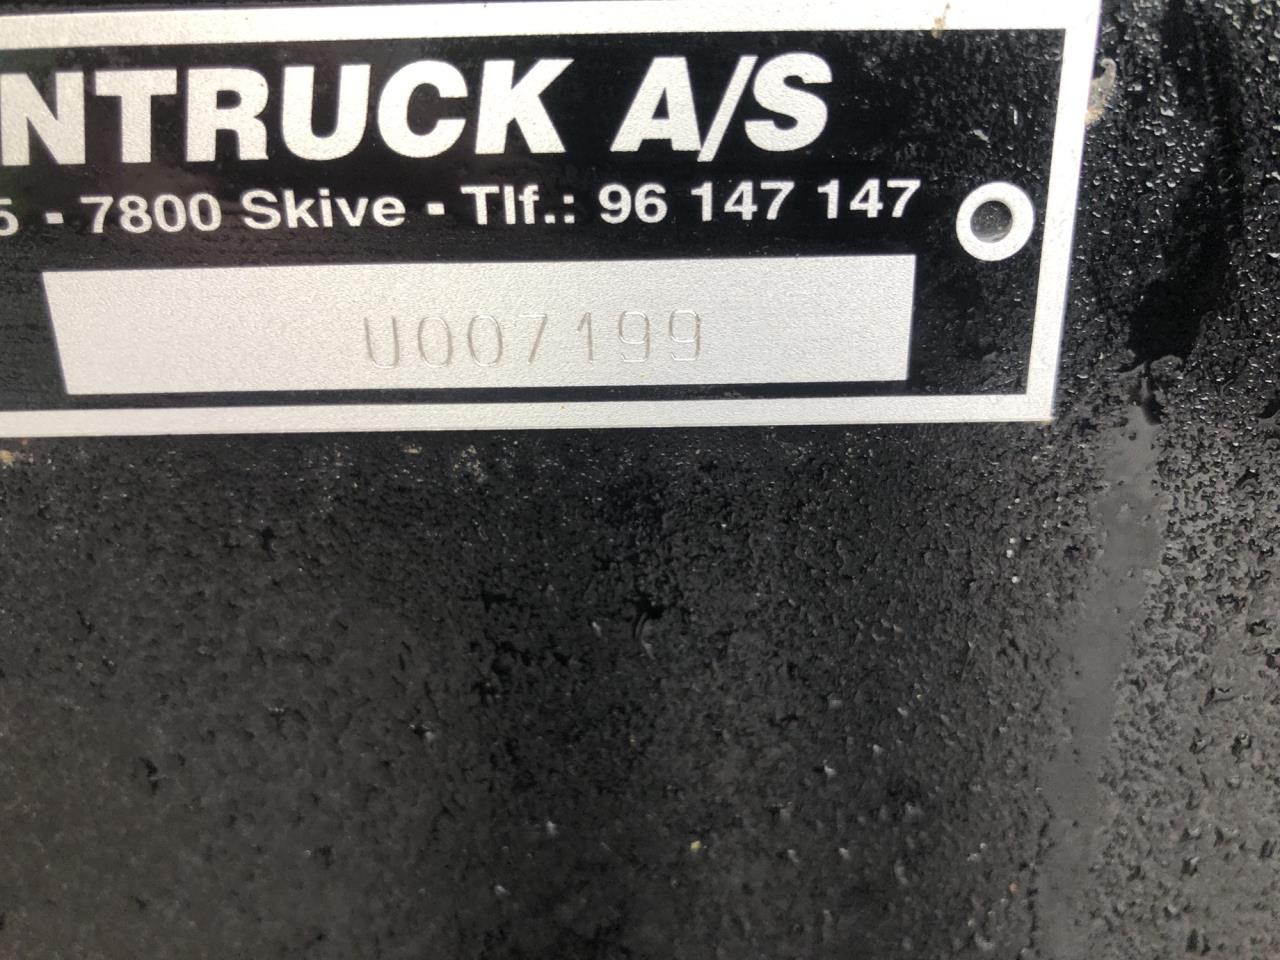 NTRUCK A/S
5 - 7800 Skive - Tlf.: 96 147 147
U007199